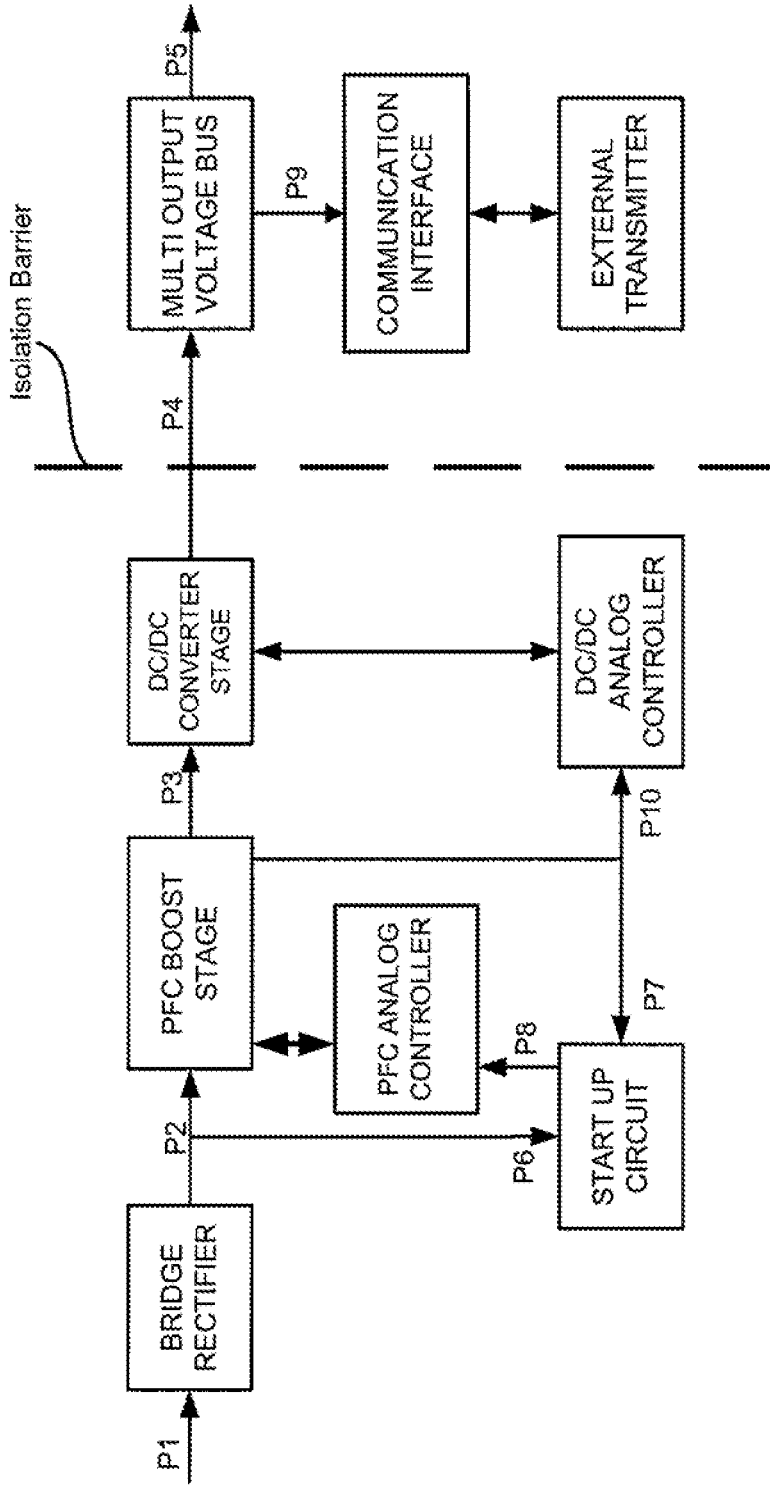 Isolation Barrier
P1
BRIDGE
RECTIFIER
P2
PFC BOOST
STAGE
P3
DC/DC
CONVERTER
STAGE
P4
MULTI OUTPUT
VOLTAGE BUS
P5
P6
START UP
CIRCUIT
P8
PFC ANALOG
CONTROLLER
P7
P10
DC/DC
ANALOG
CONTROLLER
P9
COMMUNICATION
INTERFACE
EXTERNAL
TRANSMITTER